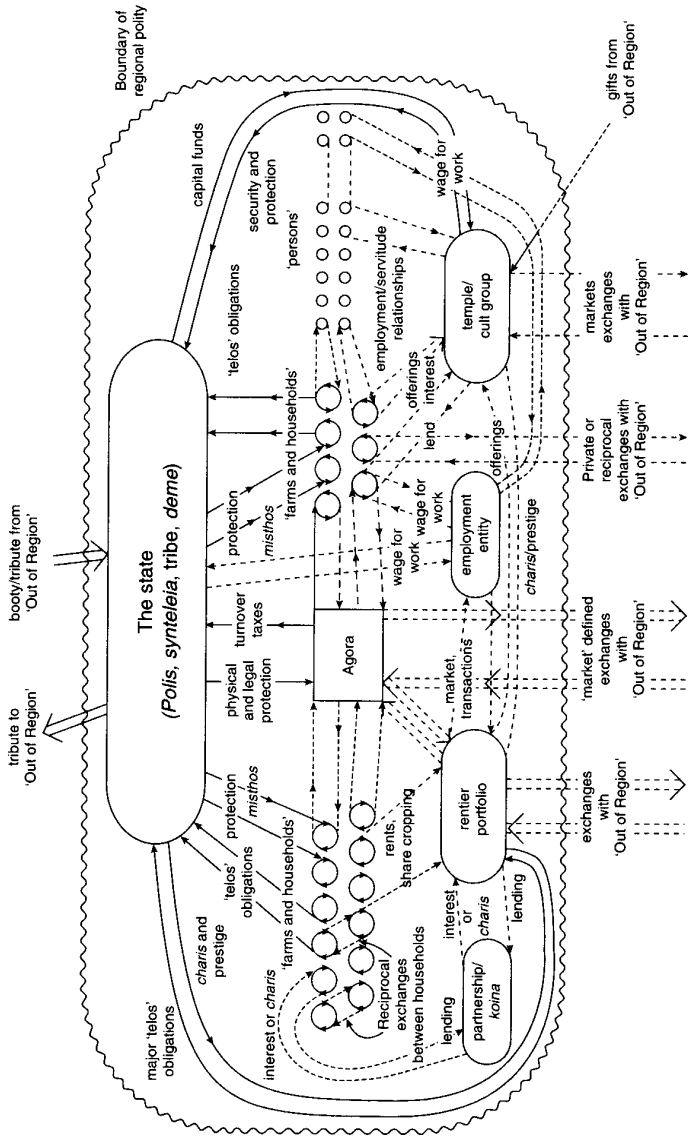 Boundary of
regional polity
tribute to
'Out of Region'
booty/tribute from
'Out of Region'
The state
(Polis, synteleia, tribe, deme)
major 'telos'
obligations
charis and
prestige
'telos'
obligations
protection
misthos
physical
and legal
protection
turnover
taxes
protection
misthos
'telos' obligations
capital funds
security and
protection
interest or charis
'farms and households'
Agora
'farms and households'
'persons'
Reciprocal
exchanges
between households
rents,
share cropping
wage for
work
wage for
work
lend
offerings
interest
employment/servitude
relationships
wage for
work
lending
partnership/
koina
interest
or
charis
lending
rentier
portfolio
market,
transactions
employment
entity
offerings
charis/prestige
temple/
cult group
exchanges
with
'Out of Region'
'market' defined
exchanges
with
'Out of Region'
Private or
reciprocal
exchanges with
'Out of Region'
markets
exchanges
with
'Out of Region'
gifts from
'Out of Region'